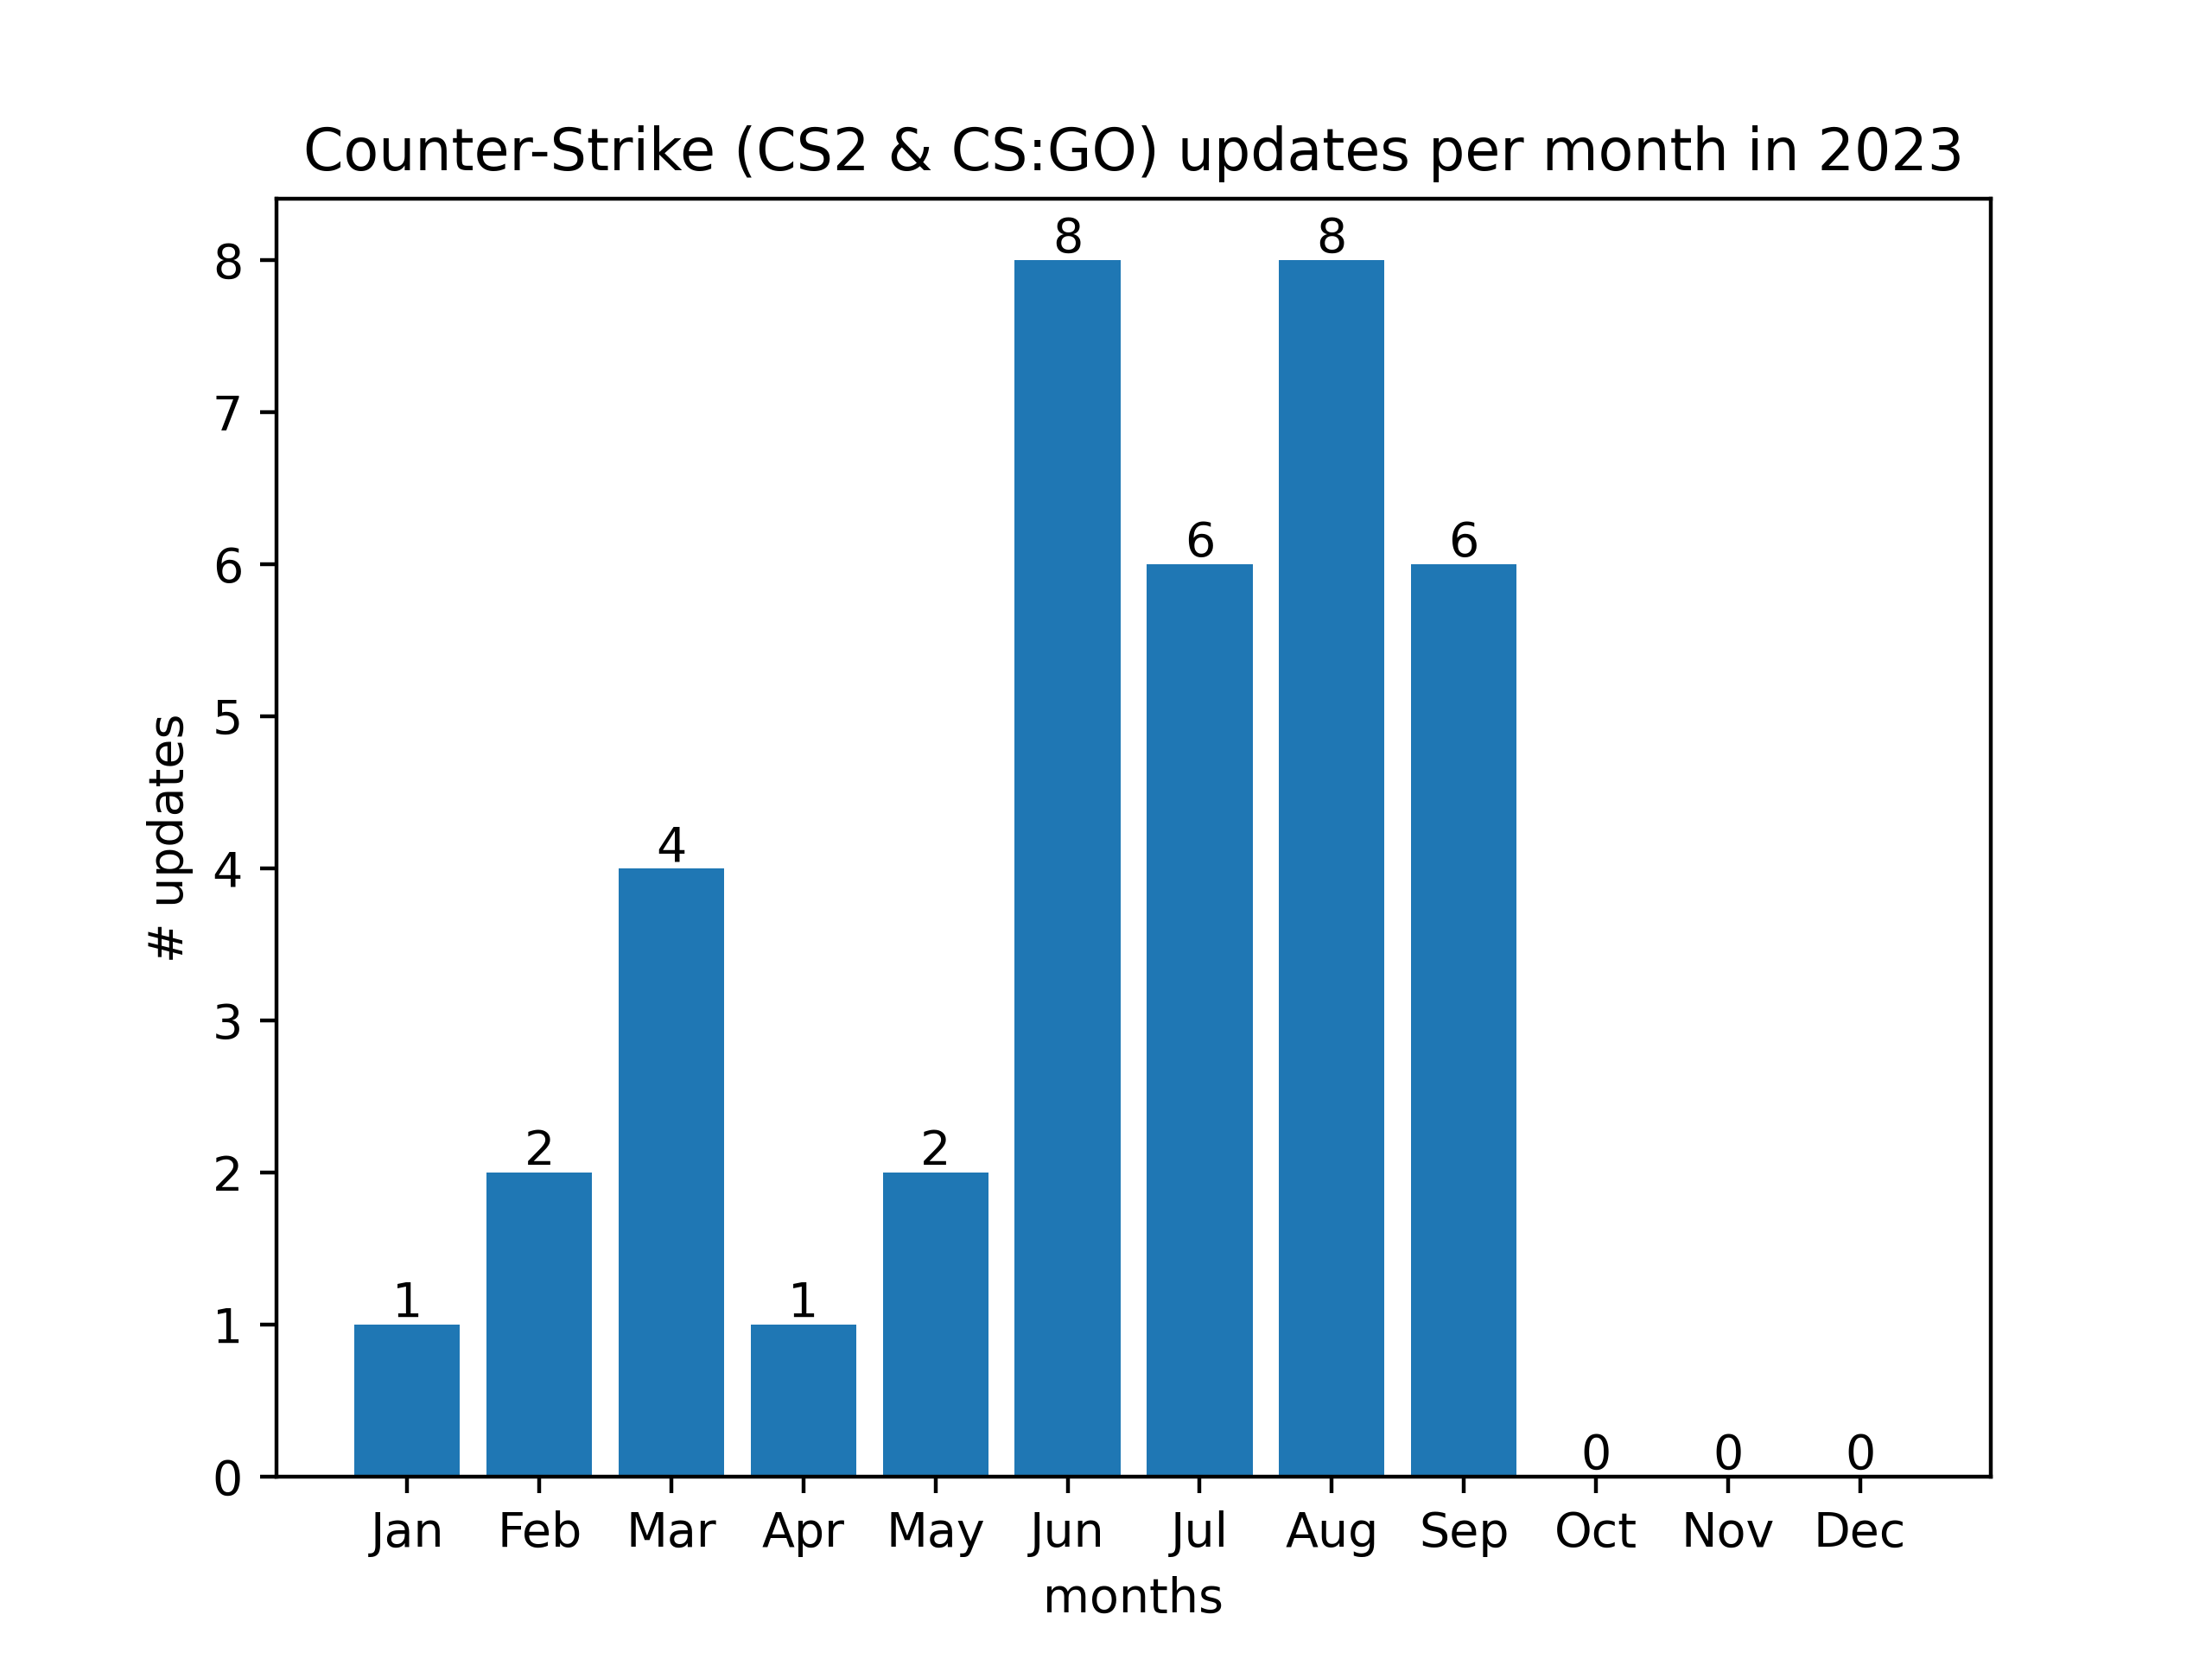 Counter-Strike (CS2 & CS:GO) updates per month in 2023
8 8
8
7
6 6
6
5
# updates
4
4
3
2 2
2
1 1
1
0 0 0
0
Jan Feb Mar Apr May Jun Jul Aug Sep Oct Nov Dec
months